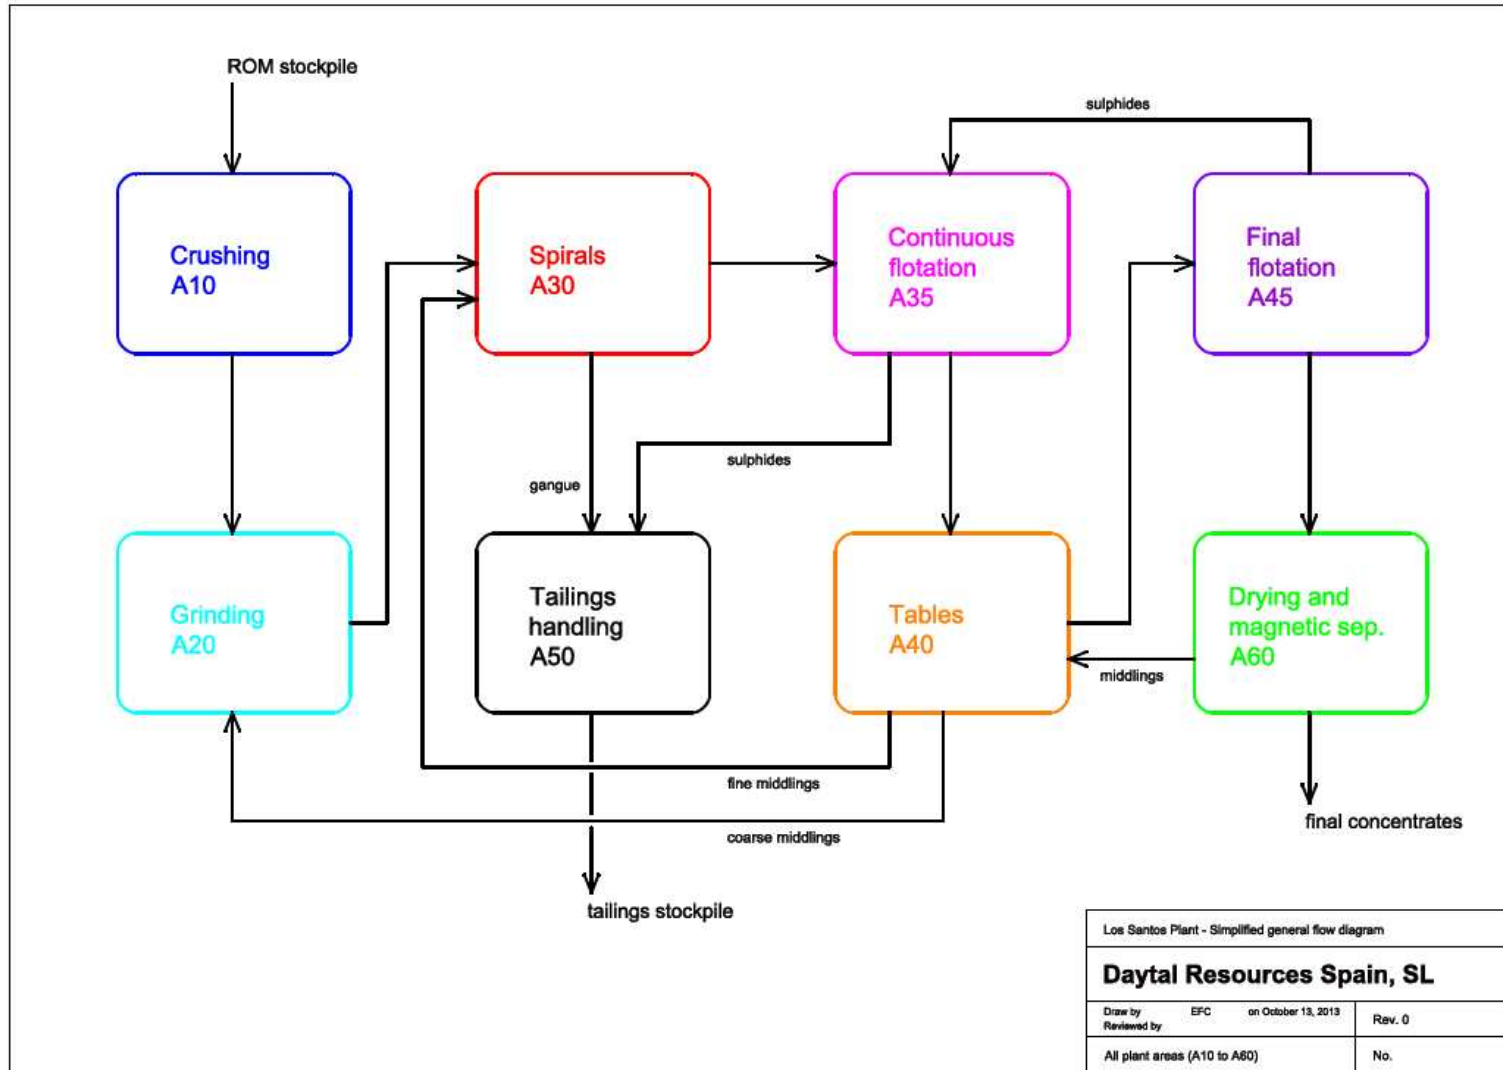 ROM stockpile
sulphides
Crushing
A10
Spirals
A30
Continuous
flotation
A35
Final
flotation
A45
sulphides
gangue
Grinding
A20
Tailings
handling
A50
Tables
A40
Drying and
magnetic sep.
A60
middlings
fine middlings
coarse middlings
final concentrates
tailings stockpile
Los Santos Plant - Simplified general flow diagram
Daytal Resources Spain, SL
Draw by EFC on October 13, 2013
Reviewed by
Rev. 0
All plant areas (A10 to A60)
No.